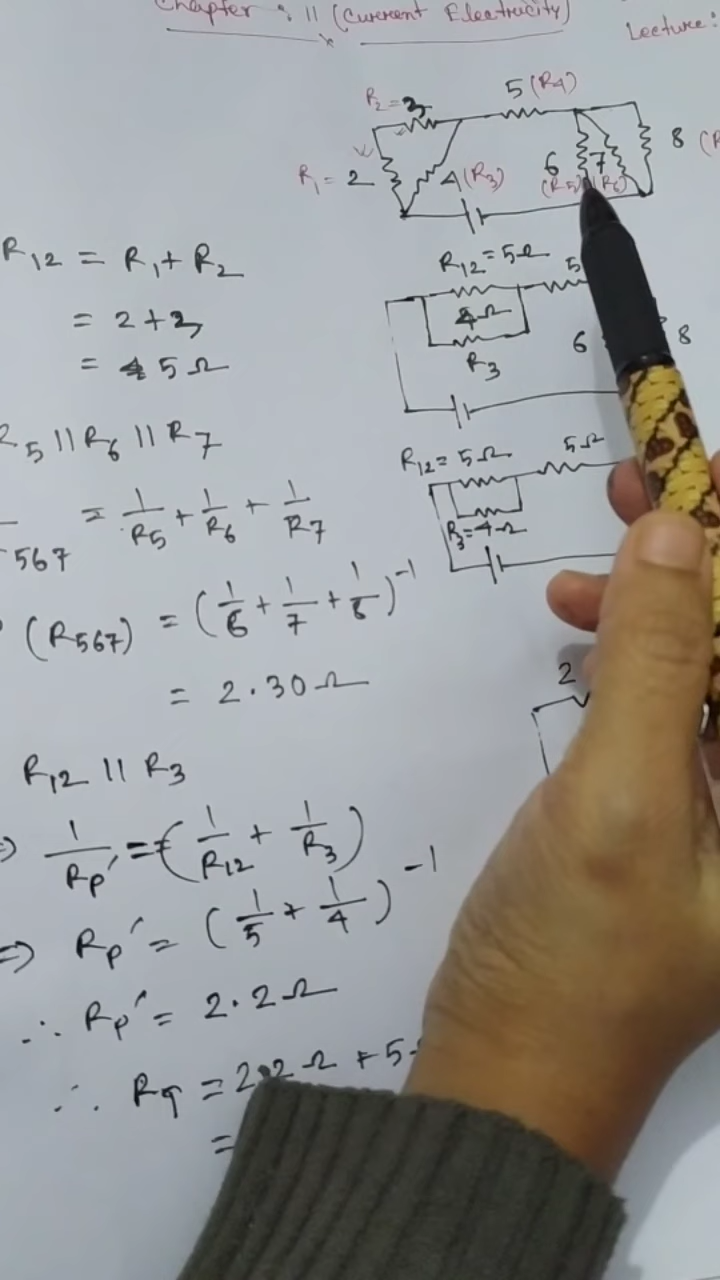 Chapter : 11 (Current Electricity)
Lecture:
R₂ = 3
5 (R4)
R₁ = 2
4 (R3)
6 (R5)
7 (R6)
8 (R
R12 = R1 + R2
= 2 + 3
= 5 Ω
R12 = 5Ω
5
4Ω
R3
6
8
R5 || R6 || R7
567 = 1/R5 + 1/R6 + 1/R7
R12 = 5Ω
5Ω
R3 = 4Ω
(R567) = (1/6 + 1/7 + 1/8)⁻¹
= 2.30 Ω
2
R12 || R3
⇒ 1/Rp′ = (1/R12 + 1/R3)
⇒ Rp′ = (1/5 + 1/4)⁻¹
∴ Rp′ = 2.2 Ω
= 2.2 Ω + 5
=